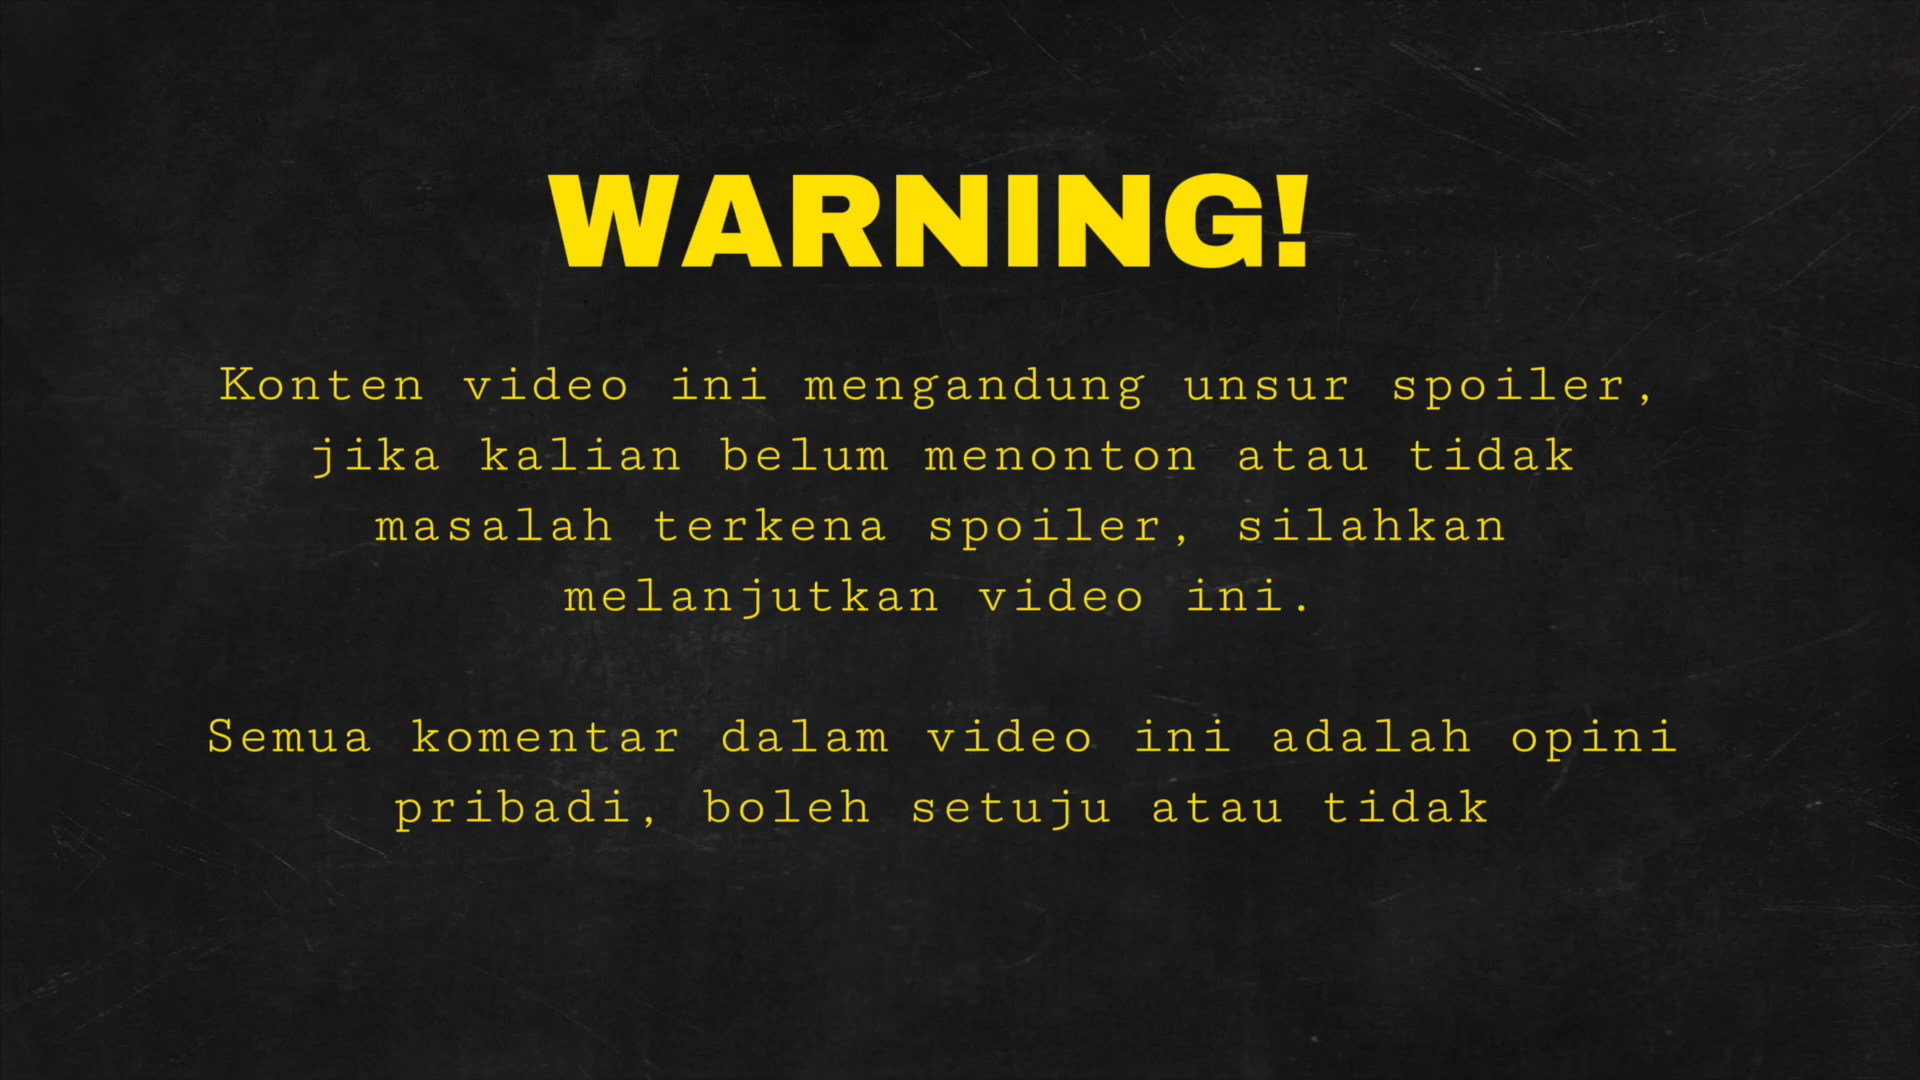 WARNING!
Konten video ini mengandung unsur spoiler,
jika kalian belum menonton atau tidak
masalah terkena spoiler, silahkan
melanjutkan video ini.
Semua komentar dalam video ini adalah opini
pribadi, boleh setuju atau tidak